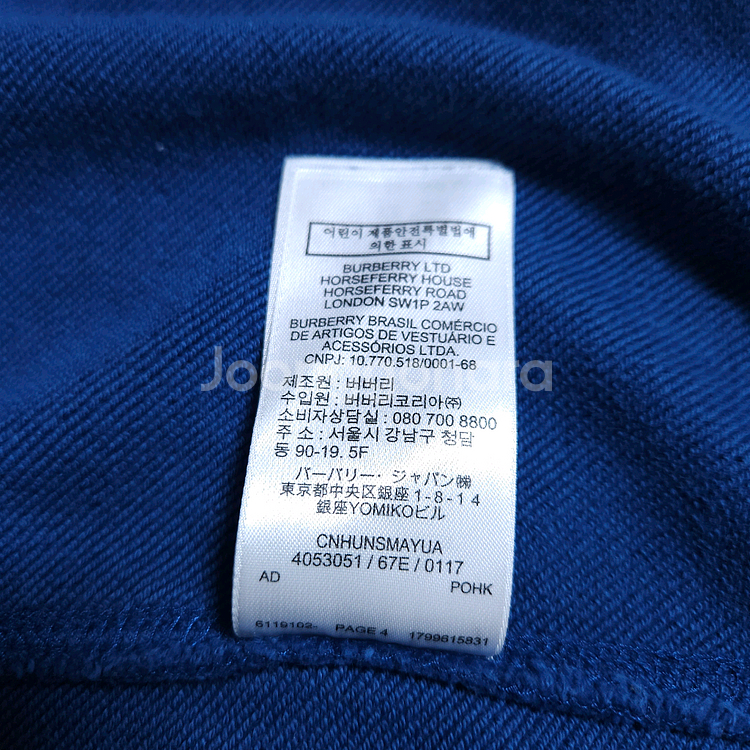 어린이 제품안전특별법에
의한 표시
BURBERRY LTD
HORSEFERRY HOUSE
HORSEFERRY ROAD
LONDON SW1P 2AW
BURBERRY BRASIL COMÉRCIO
DE ARTIGOS DE VESTUÁRIO E
ACESSÓRIOS LTDA.
CNPJ: 10.770.518/0001-68
제조원 : 버버리
수입원 : 버버리코리아㈜
소비자상담실 : 080 700 8800
주 소 : 서울시 강남구 청담
동 90-19. 5F
バーバリー・ジャパン㈱
東京都中央区銀座1-8-14
銀座YOMIKOビル
CNHUNSMAYUA
4053051 / 67E / 0117
AD POHK
6119102- PAGE 4 1799615831